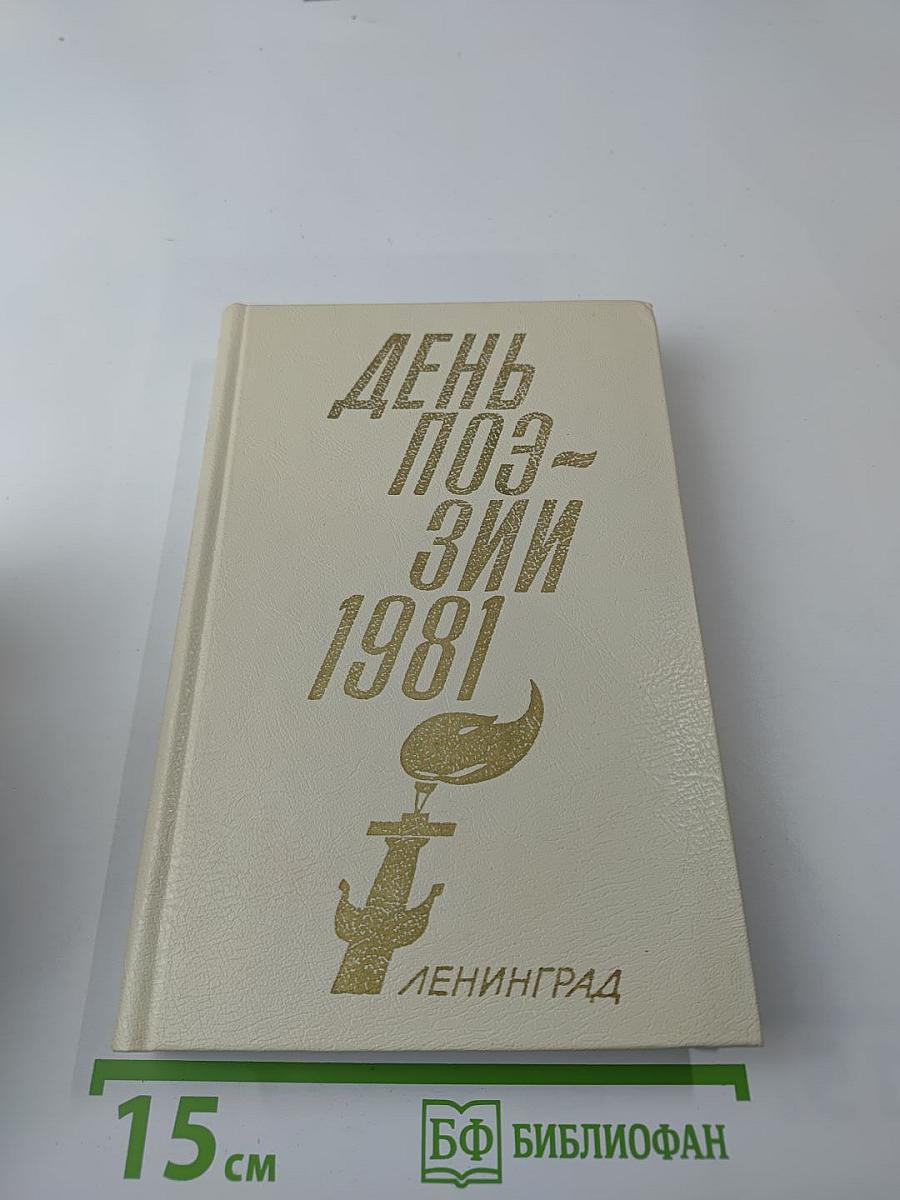 ДЕНЬ
ПОЭ-
ЗИИ
1981
ЛЕНИНГРАД
15 см
БФ БИБЛИОФАН